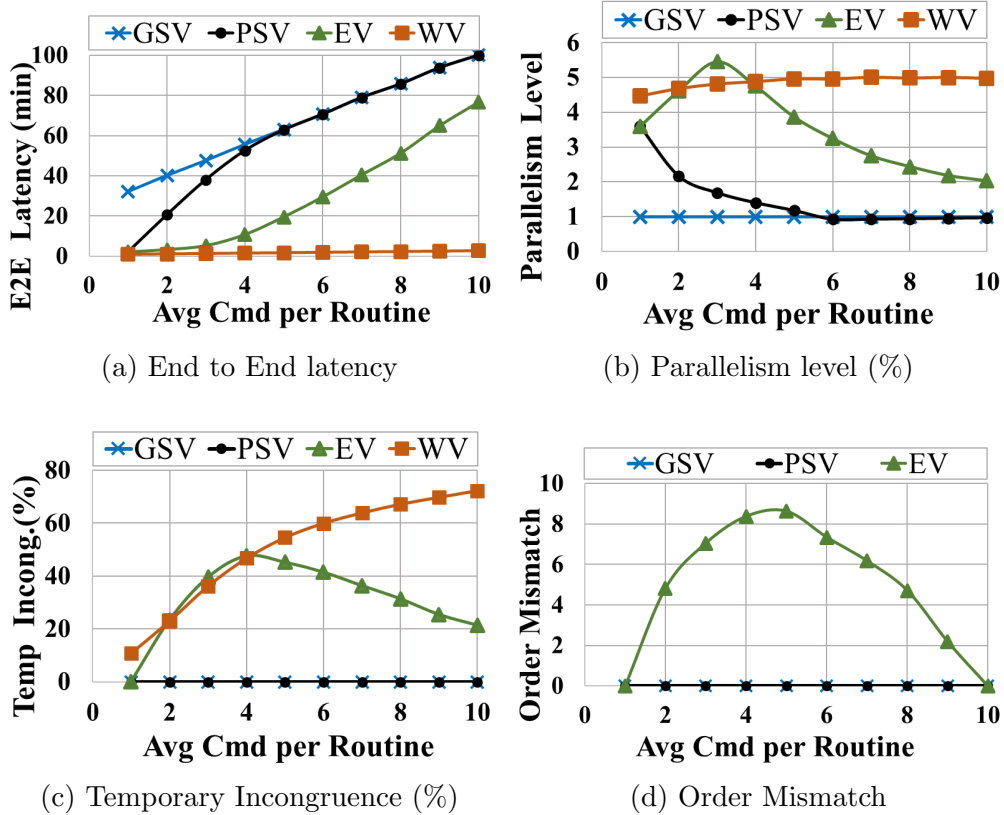 GSV PSV EV WV
E2E Latency (min)
100
80
60
40
20
0
0 2 4 6 8 10
Avg Cmd per Routine
(a) End to End latency
GSV PSV EV WV
Parallelism Level
6
5
4
3
2
1
0
0 2 4 6 8 10
Avg Cmd per Routine
(b) Parallelism level (%)
GSV PSV EV WV
Temp Incong.(%)
80
60
40
20
0
0 2 4 6 8 10
Avg Cmd per Routine
(c) Temporary Incongruence (%)
GSV PSV EV
Order Mismatch
10
8
6
4
2
0
0 2 4 6 8 10
Avg Cmd per Routine
(d) Order Mismatch